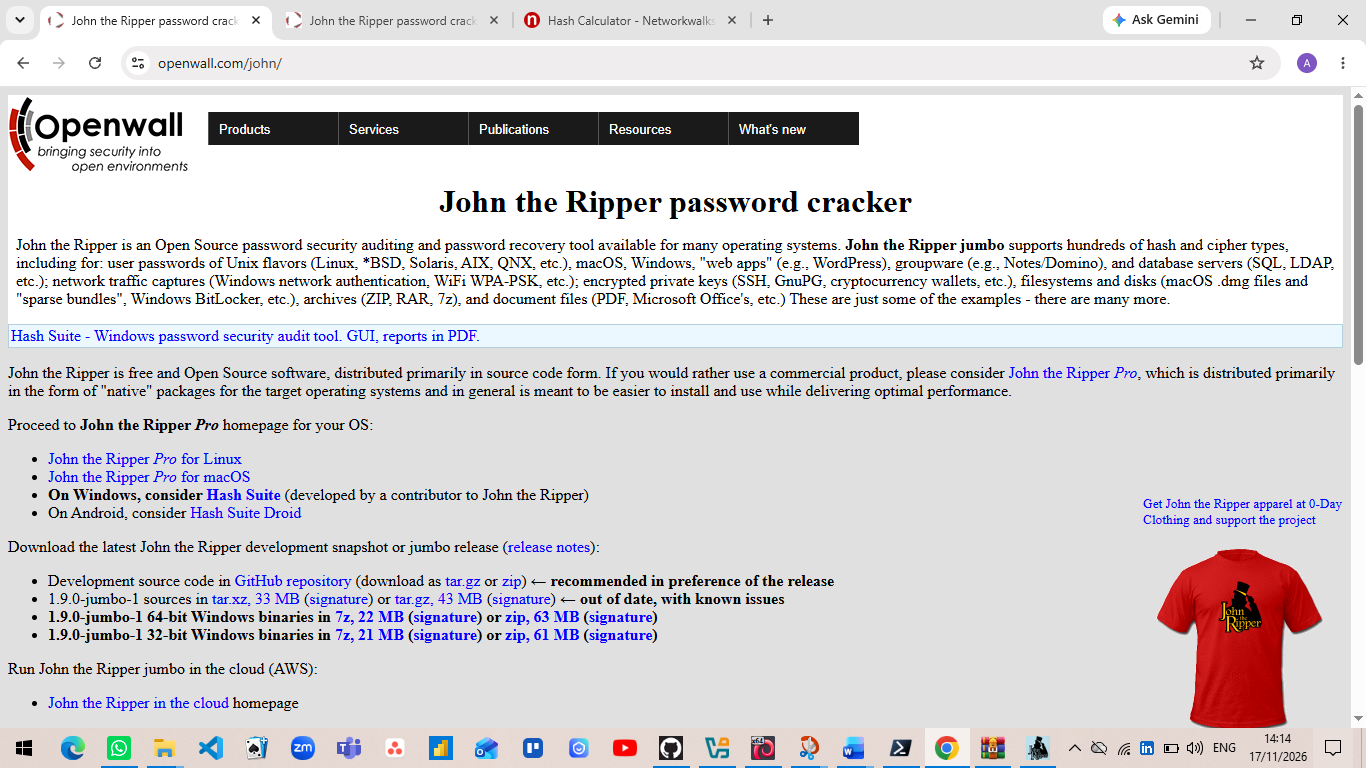 John the Ripper password crack
John the Ripper password crack
Hash Calculator - Networkwalks
Ask Gemini
openwall.com/john/
A
Openwall
bringing security into
open environments
Products
Services
Publications
Resources
What's new
John the Ripper password cracker
John the Ripper is an Open Source password security auditing and password recovery tool available for many operating systems. John the Ripper jumbo supports hundreds of hash and cipher types,
including for: user passwords of Unix flavors (Linux, *BSD, Solaris, AIX, QNX, etc.), macOS, Windows, "web apps" (e.g., WordPress), groupware (e.g., Notes/Domino), and database servers (SQL, LDAP,
etc.); network traffic captures (Windows network authentication, WiFi WPA-PSK, etc.); encrypted private keys (SSH, GnuPG, cryptocurrency wallets, etc.), filesystems and disks (macOS .dmg files and
"sparse bundles", Windows BitLocker, etc.), archives (ZIP, RAR, 7z), and document files (PDF, Microsoft Office's, etc.) These are just some of the examples - there are many more.
Hash Suite - Windows password security audit tool. GUI, reports in PDF.
John the Ripper is free and Open Source software, distributed primarily in source code form. If you would rather use a commercial product, please consider John the Ripper Pro, which is distributed primarily
in the form of "native" packages for the target operating systems and in general is meant to be easier to install and use while delivering optimal performance.
Proceed to John the Ripper Pro homepage for your OS:
• John the Ripper Pro for Linux
• John the Ripper Pro for macOS
• On Windows, consider Hash Suite (developed by a contributor to John the Ripper)
• On Android, consider Hash Suite Droid
Get John the Ripper apparel at 0-Day
Clothing and support the project
Download the latest John the Ripper development snapshot or jumbo release (release notes):
• Development source code in GitHub repository (download as tar.gz or zip) ← recommended in preference of the release
• 1.9.0-jumbo-1 sources in tar.xz, 33 MB (signature) or tar.gz, 43 MB (signature) ← out of date, with known issues
• 1.9.0-jumbo-1 64-bit Windows binaries in 7z, 22 MB (signature) or zip, 63 MB (signature)
• 1.9.0-jumbo-1 32-bit Windows binaries in 7z, 21 MB (signature) or zip, 61 MB (signature)
John
the
Ripper
Run John the Ripper jumbo in the cloud (AWS):
• John the Ripper in the cloud homepage
zm
ENG
14:14
17/11/2026